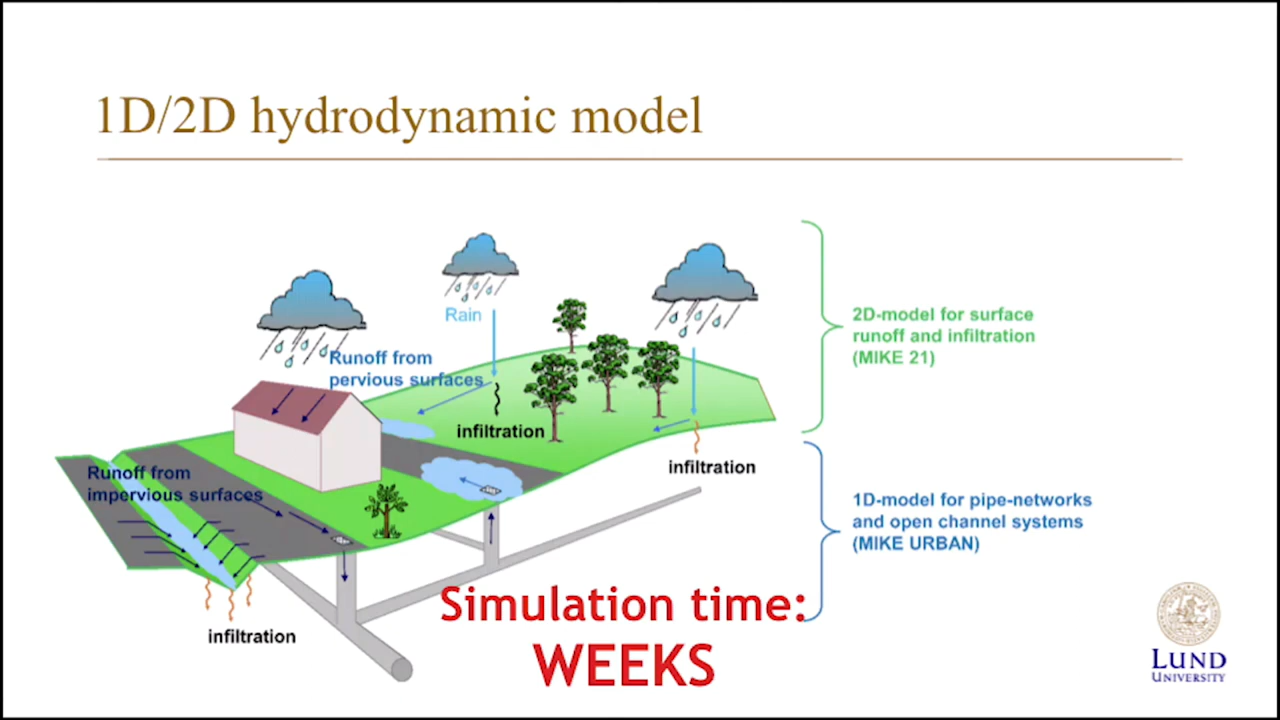 1D/2D hydrodynamic model
Rain
Runoff from
pervious surfaces
infiltration
infiltration
Runoff from
impervious surfaces
infiltration
2D-model for surface
runoff and infiltration
(MIKE 21)
1D-model for pipe-networks
and open channel systems
(MIKE URBAN)
Simulation time:
WEEKS
LUND
UNIVERSITY